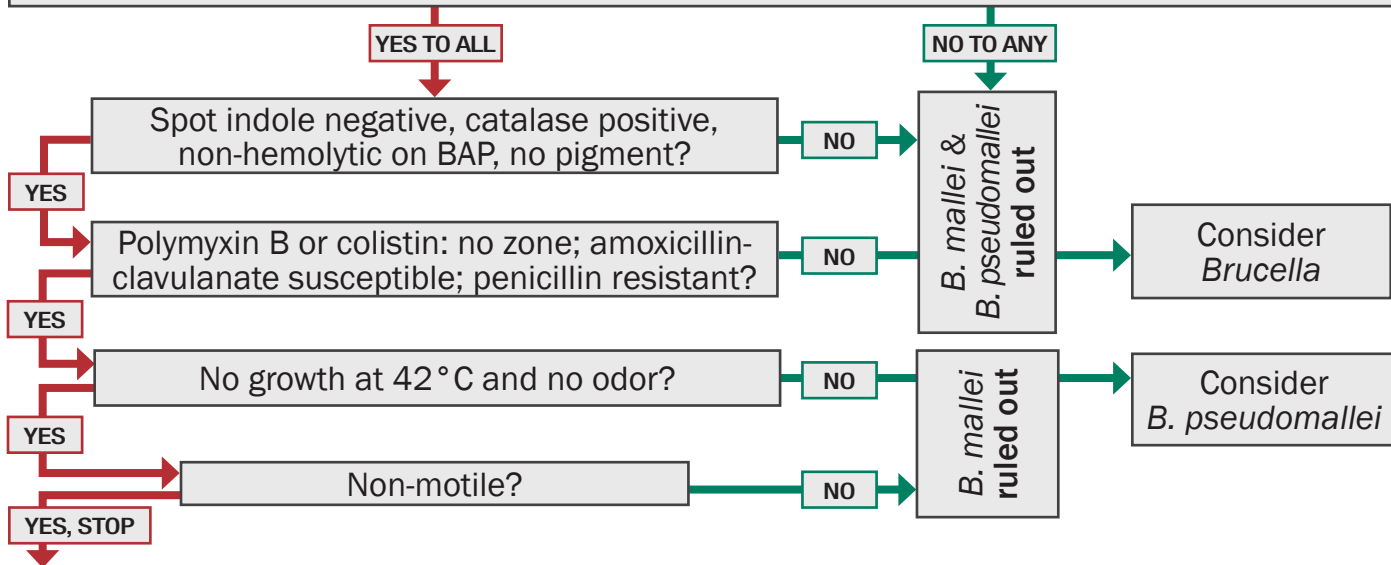 YES TO ALL
NO TO ANY
Spot indole negative, catalase positive,
non-hemolytic on BAP, no pigment?
NO
B. mallei &
B. pseudomallei
ruled out
YES
Polymyxin B or colistin: no zone; amoxicillin-
clavulanate susceptible; penicillin resistant?
NO
Consider
Brucella
YES
No growth at 42°C and no odor?
NO
B. mallei
ruled out
Consider
B. pseudomallei
YES
Non-motile?
NO
YES, STOP